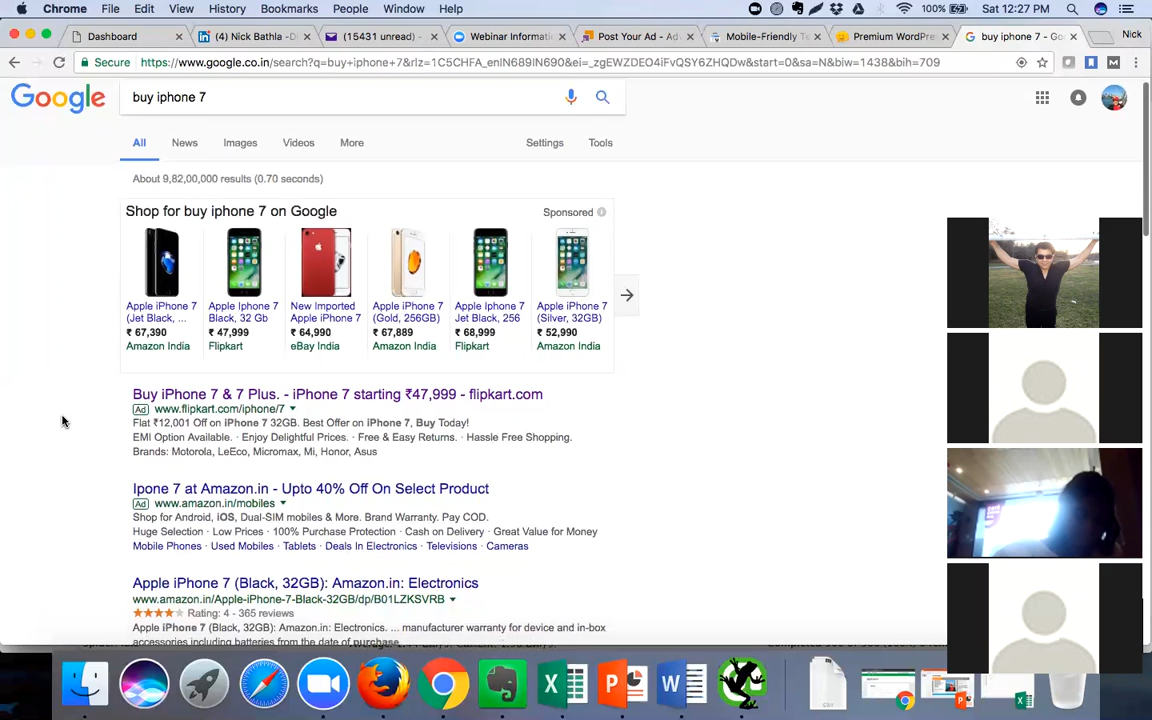 Chrome File Edit View History Bookmarks People Window Help 100% Sat 12:27 PM
Dashboard (4) Nick Bathla - D (15431 unread) - Webinar Informati Post Your Ad - Adv Mobile-Friendly Te Premium WordPres buy iphone 7 - Go Nick
Secure https://www.google.co.in/search?q=buy+iphone+7&rlz=1C5CHFA_enIN689IN690&ei=_zgEWZDEO4iFvQSY6ZHQDw&start=0&sa=N&biw=1438&bih=709
Google buy iphone 7
All News Images Videos More Settings Tools
About 9,82,00,000 results (0.70 seconds)
Shop for buy iphone 7 on Google Sponsored
Apple iPhone 7 (Jet Black, ...
₹ 67,390
Amazon India
Apple Iphone 7 Black, 32 Gb
₹ 47,999
Flipkart
New Imported Apple iPhone 7
₹ 64,990
eBay India
Apple iPhone 7 (Gold, 256GB)
₹ 67,889
Amazon India
Apple Iphone 7 Jet Black, 256
₹ 68,999
Flipkart
Apple iPhone 7 (Silver, 32GB)
₹ 52,990
Amazon India
Buy iPhone 7 & 7 Plus. - iPhone 7 starting ₹47,999 - flipkart.com
Ad www.flipkart.com/iphone/7
Flat ₹12,001 Off on iPhone 7 32GB. Best Offer on iPhone 7, Buy Today!
EMI Option Available. · Enjoy Delightful Prices. · Free & Easy Returns. · Hassle Free Shipping.
Brands: Motorola, LeEco, Micromax, Mi, Honor, Asus
Ipone 7 at Amazon.in - Upto 40% Off On Select Product
Ad www.amazon.in/mobiles
Shop for Android, iOS, Dual-SIM mobiles & More. Brand Warranty. Pay COD.
Huge Selection · Low Prices · 100% Purchase Protection · Cash on Delivery · Great Value for Money
Mobile Phones · Used Mobiles · Tablets · Deals In Electronics · Televisions · Cameras
Apple iPhone 7 (Black, 32GB): Amazon.in: Electronics
www.amazon.in/Apple-iPhone-7-Black-32GB/dp/B01LZKSVRB
Rating: 4 - 365 reviews
Apple iPhone 7 (Black, 32GB): Amazon.in: Electronics. ... manufacturer warranty for device and in-box
accessories including batteries from the date of purchase.